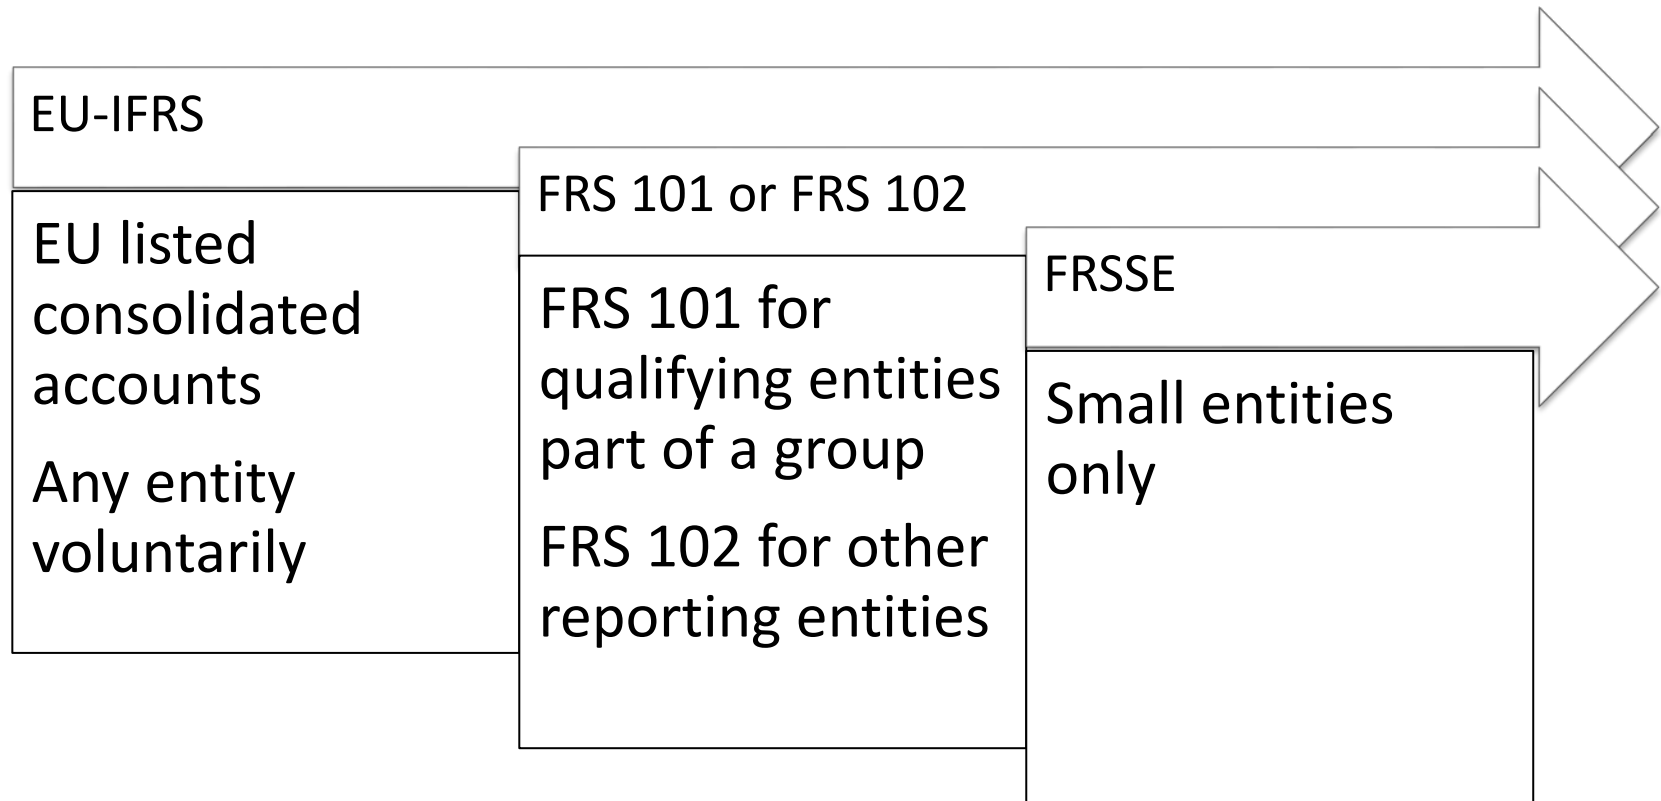 EU-IFRS
EU listed
consolidated
accounts
Any entity
voluntarily
FRS 101 or FRS 102
FRS 101 for
qualifying entities
part of a group
FRS 102 for other
reporting entities
FRSSE
Small entities
only